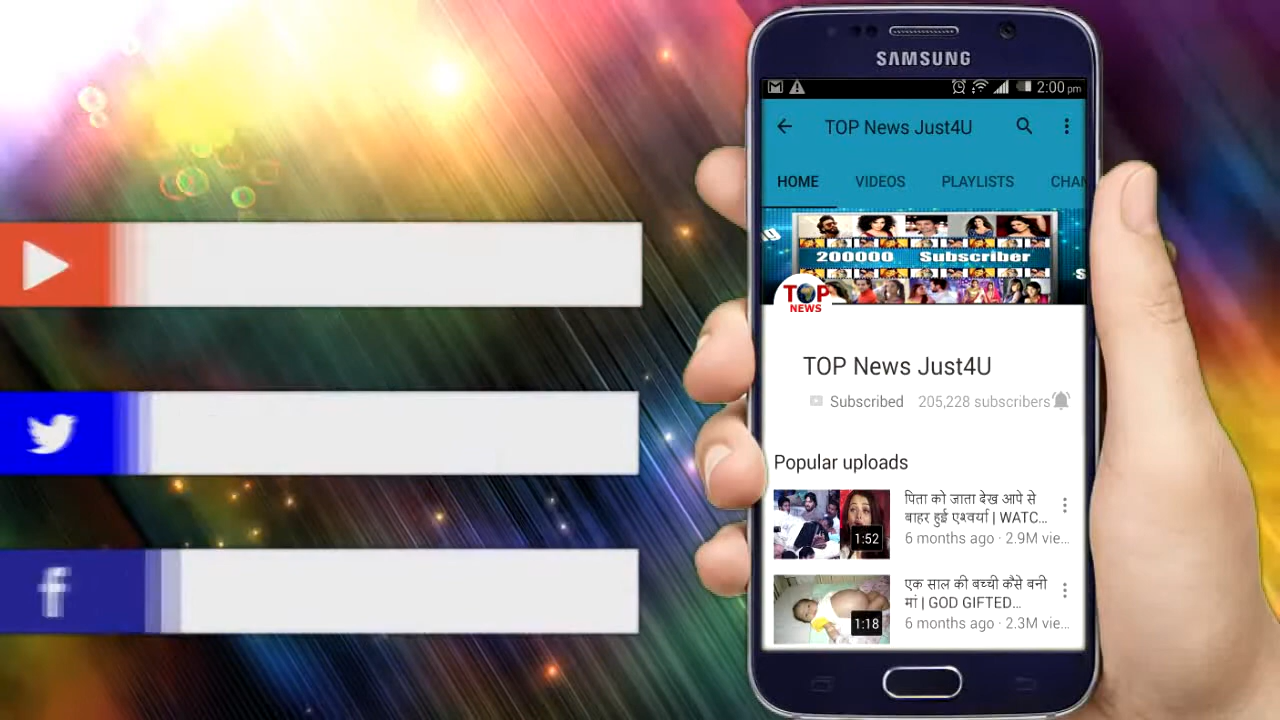 SAMSUNG
2:00 pm
TOP News Just4U
HOME VIDEOS PLAYLISTS CHAN
200000 Subscriber
TOP
NEWS
TOP News Just4U
Subscribed 205,228 subscribers
Popular uploads
पिता को जाता देख आपे से
बाहर हुई एश्वर्या | WATC...
6 months ago · 2.9M vie...
1:52
एक साल की बच्ची कैसे बनी
मां | GOD GIFTED...
6 months ago · 2.3M vie...
1:18